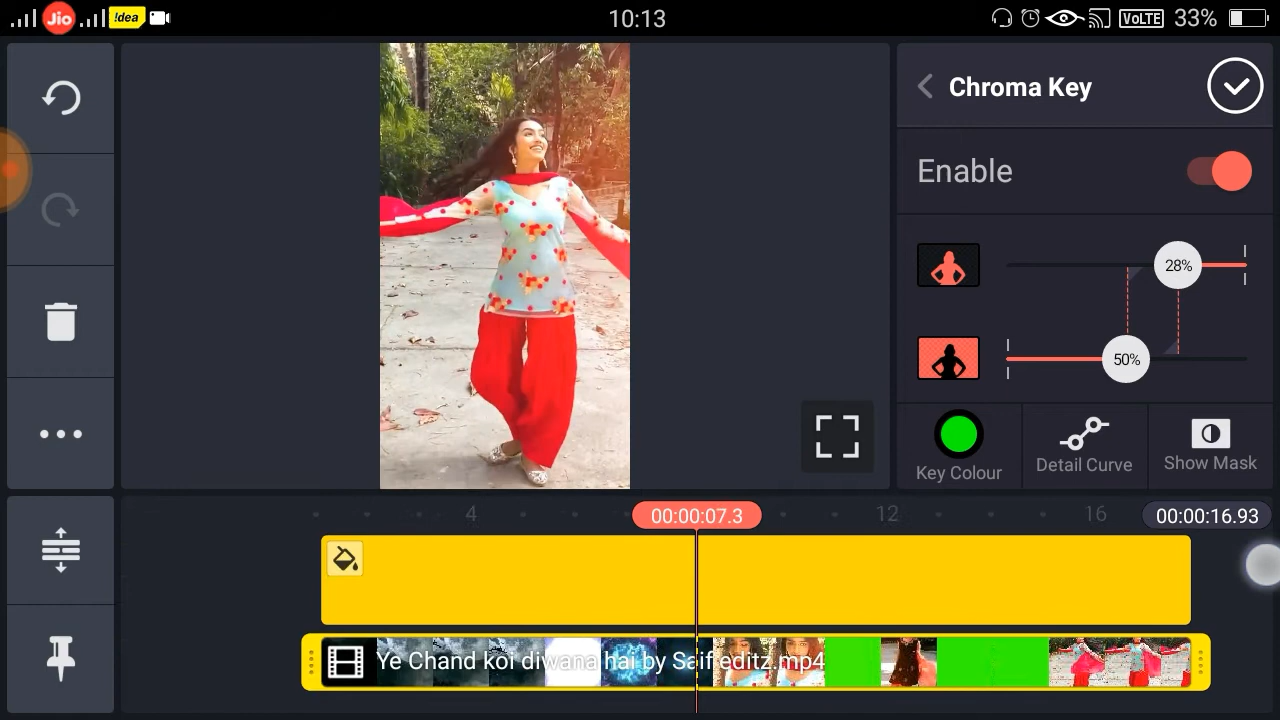 Jio !dea 10:13 VoLTE 33%
Chroma Key
Enable
28%
50%
Key Colour Detail Curve Show Mask
4 00:00:07.3 12 16 00:00:16.93
Ye Chand koi diwana hai by Saif editz.mp4